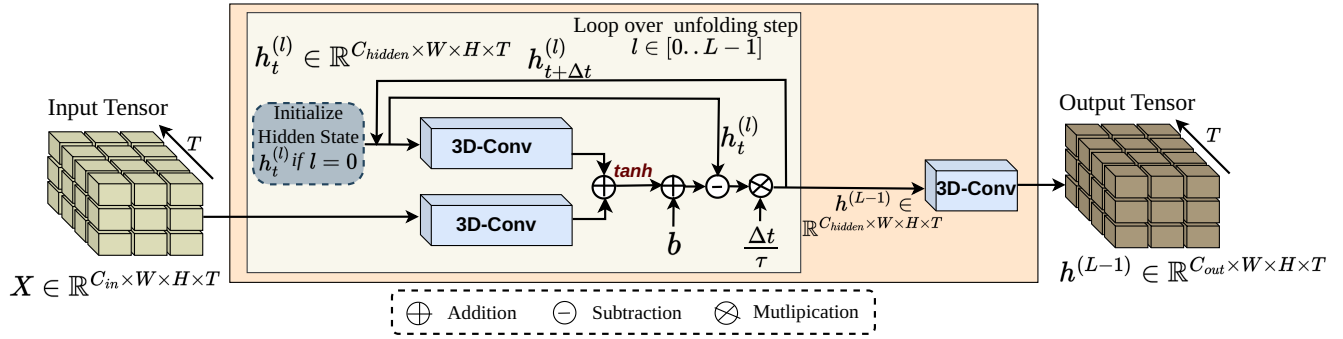 Loop over unfolding step
l ∈ [0..L − 1]
h_t^{(l)} ∈ ℝ^{C_{hidden}×W×H×T}
h_{t+Δt}^{(l)}
Input Tensor
T
Initialize
Hidden State
h_t^{(l)} if l = 0
3D-Conv
3D-Conv
tanh
h_t^{(l)}
b
Δt/τ
h^{(L−1)} ∈
ℝ^{C_{hidden}×W×H×T}
3D-Conv
Output Tensor
T
X ∈ ℝ^{C_{in}×W×H×T}
h^{(L−1)} ∈ ℝ^{C_{out}×W×H×T}
Addition
Subtraction
Mutlipication